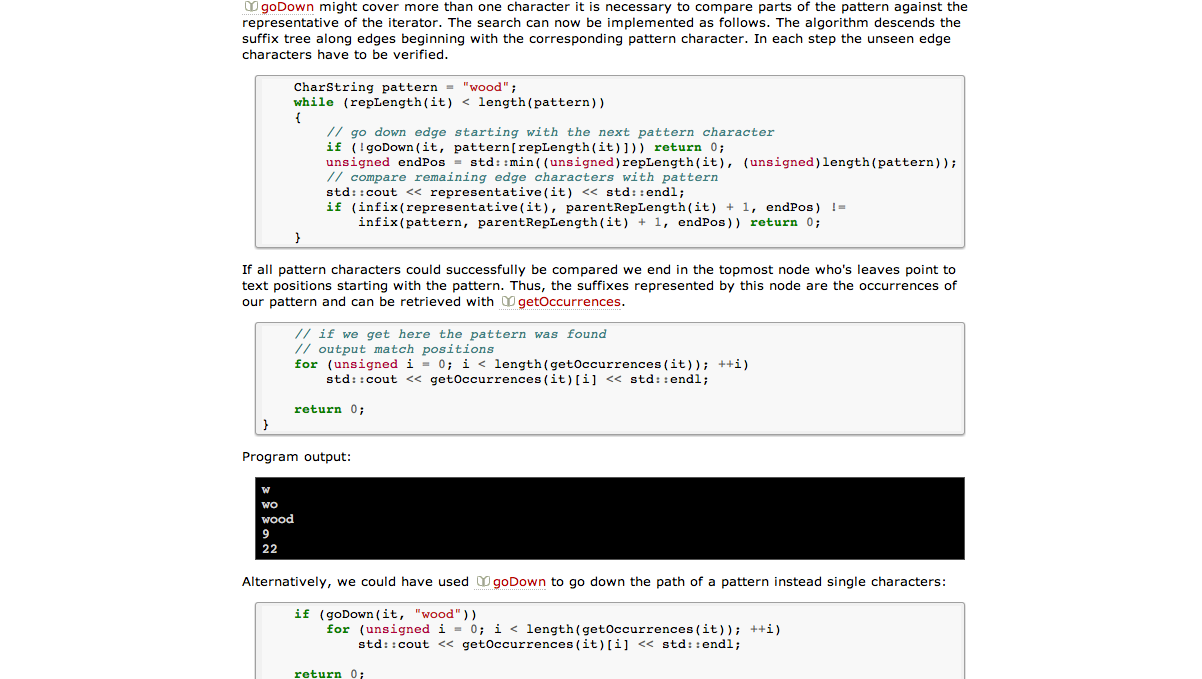 goDown might cover more than one character it is necessary to compare parts of the pattern against the
representative of the iterator. The search can now be implemented as follows. The algorithm descends the
suffix tree along edges beginning with the corresponding pattern character. In each step the unseen edge
characters have to be verified.
CharString pattern = "wood";
while (repLength(it) < length(pattern))
{
// go down edge starting with the next pattern character
if (!goDown(it, pattern[repLength(it)])) return 0;
unsigned endPos = std::min((unsigned)repLength(it), (unsigned)length(pattern));
// compare remaining edge characters with pattern
std::cout << representative(it) << std::endl;
if (infix(representative(it), parentRepLength(it) + 1, endPos) !=
infix(pattern, parentRepLength(it) + 1, endPos)) return 0;
}
If all pattern characters could successfully be compared we end in the topmost node who's leaves point to
text positions starting with the pattern. Thus, the suffixes represented by this node are the occurrences of
our pattern and can be retrieved with getOccurrences.
// if we get here the pattern was found
// output match positions
for (unsigned i = 0; i < length(getOccurrences(it)); ++i)
std::cout << getOccurrences(it)[i] << std::endl;
return 0;
}
Program output:
w
wo
wood
9
22
Alternatively, we could have used goDown to go down the path of a pattern instead single characters:
if (goDown(it, "wood"))
for (unsigned i = 0; i < length(getOccurrences(it)); ++i)
std::cout << getOccurrences(it)[i] << std::endl;
return 0;